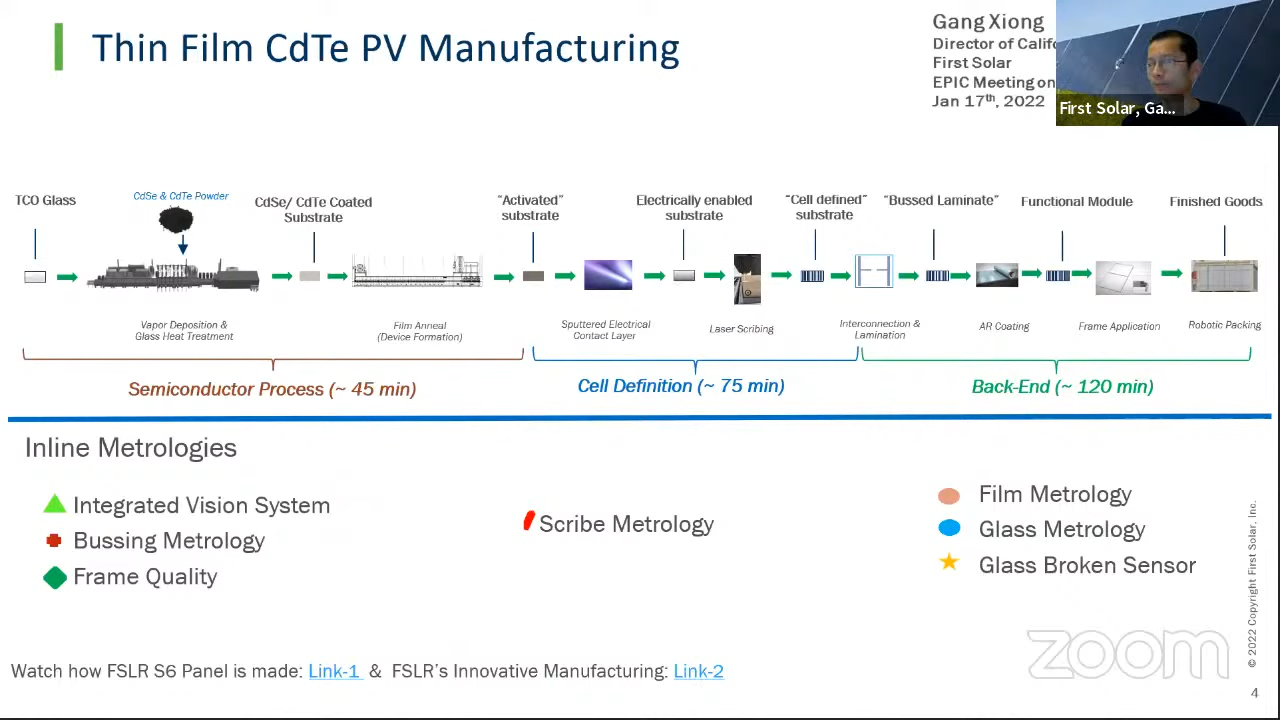 Thin Film CdTe PV Manufacturing
Gang Xiong
Director of Calif
First Solar
EPIC Meeting on
Jan 17th, 2022
First Solar, Ga...
TCO Glass
CdSe & CdTe Powder
CdSe/ CdTe Coated
Substrate
“Activated”
substrate
Electrically enabled
substrate
“Cell defined”
substrate
“Bussed Laminate”
Functional Module
Finished Goods
Vapor Deposition &
Glass Heat Treatment
Film Anneal
(Device Formation)
Sputtered Electrical
Contact Layer
Laser Scribing
Interconnection &
Lamination
AR Coating
Frame Application
Robotic Packing
Semiconductor Process (~ 45 min)
Cell Definition (~ 75 min)
Back-End (~ 120 min)
Inline Metrologies
Integrated Vision System
Bussing Metrology
Frame Quality
Scribe Metrology
Film Metrology
Glass Metrology
Glass Broken Sensor
© 2022 Copyright First Solar, Inc.
zoom
Watch how FSLR S6 Panel is made: Link-1 & FSLR’s Innovative Manufacturing: Link-2
4